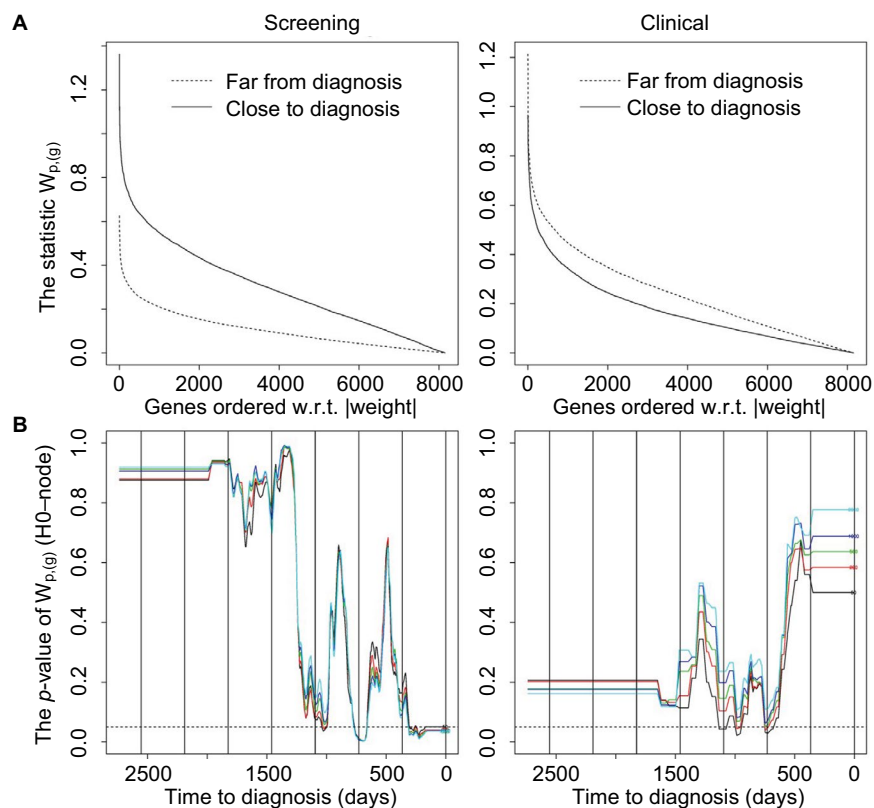 A
Screening
Clinical
The statistic Wp,(g)
1.2
0.8
0.4
0.0
Far from diagnosis
Close to diagnosis
0 2000 4000 6000 8000
Genes ordered w.r.t. |weight|
1.2
1.0
0.8
0.6
0.4
0.2
0.0
Far from diagnosis
Close to diagnosis
0 2000 4000 6000 8000
Genes ordered w.r.t. |weight|
B
The p-value of Wp,(g) (H0–node)
1.0
0.8
0.6
0.4
0.2
0.0
2500 1500 500 0
Time to diagnosis (days)
1.0
0.8
0.6
0.4
0.2
0.0
2500 1500 500 0
Time to diagnosis (days)